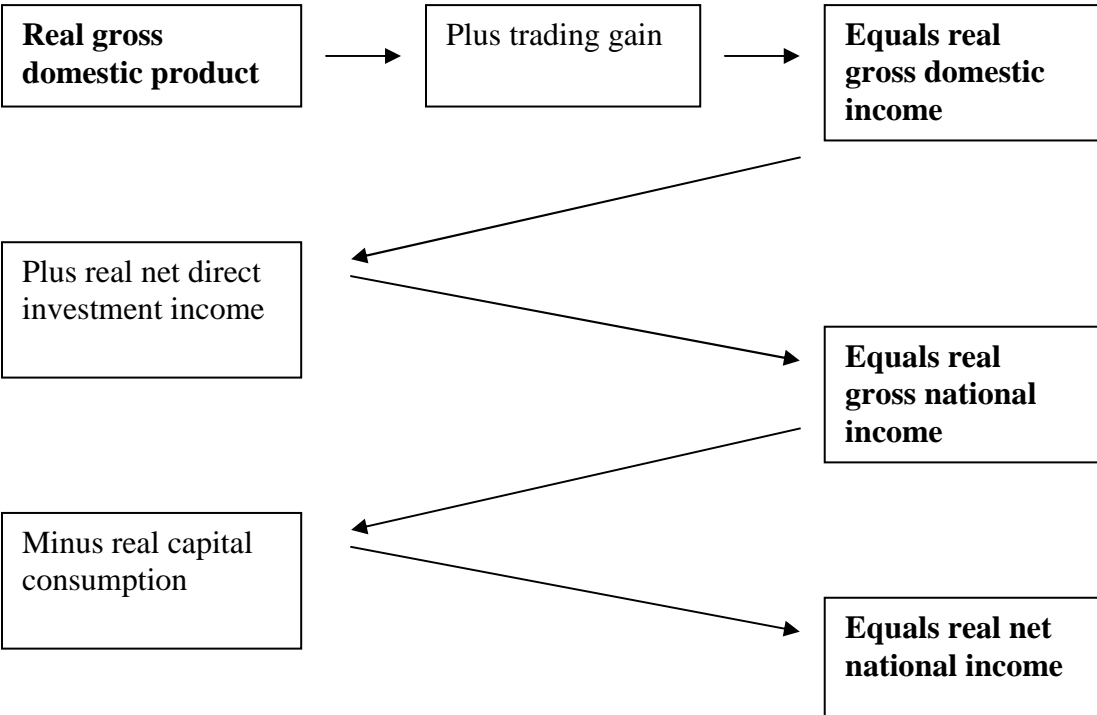 Real gross
domestic product
Plus trading gain
Equals real
gross domestic
income
Plus real net direct
investment income
Equals real
gross national
income
Minus real capital
consumption
Equals real net
national income